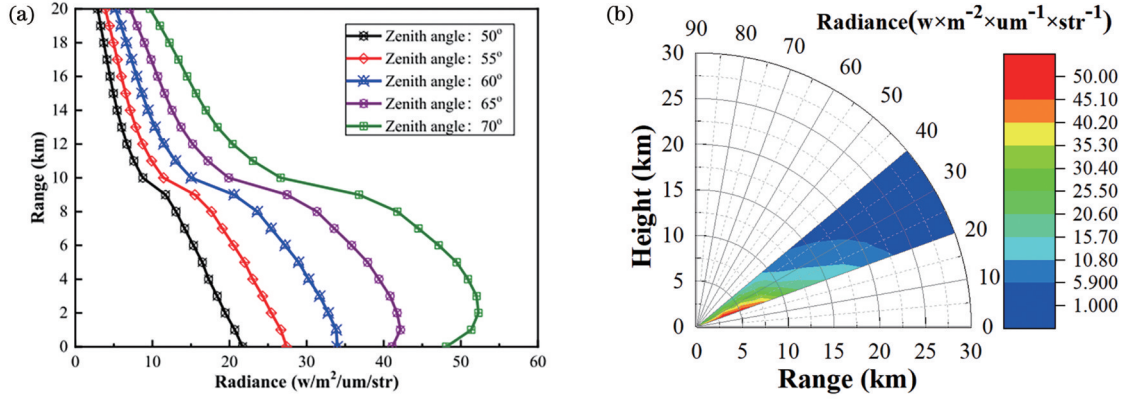 (a)
20
18
16
14
12
10
8
6
4
2
0
Range (km)
Zenith angle: 50°
Zenith angle: 55°
Zenith angle: 60°
Zenith angle: 65°
Zenith angle: 70°
0 10 20 30 40 50 60
Radiance (w/m²/um/str)
(b)
Radiance(w×m⁻²×um⁻¹×str⁻¹)
90 80 70 60 50 40 30 20 10 0
30
25
20
15
10
5
0
Height (km)
0 5 10 15 20 25 30
Range (km)
50.00
45.10
40.20
35.30
30.40
25.50
20.60
15.70
10.80
5.900
1.000